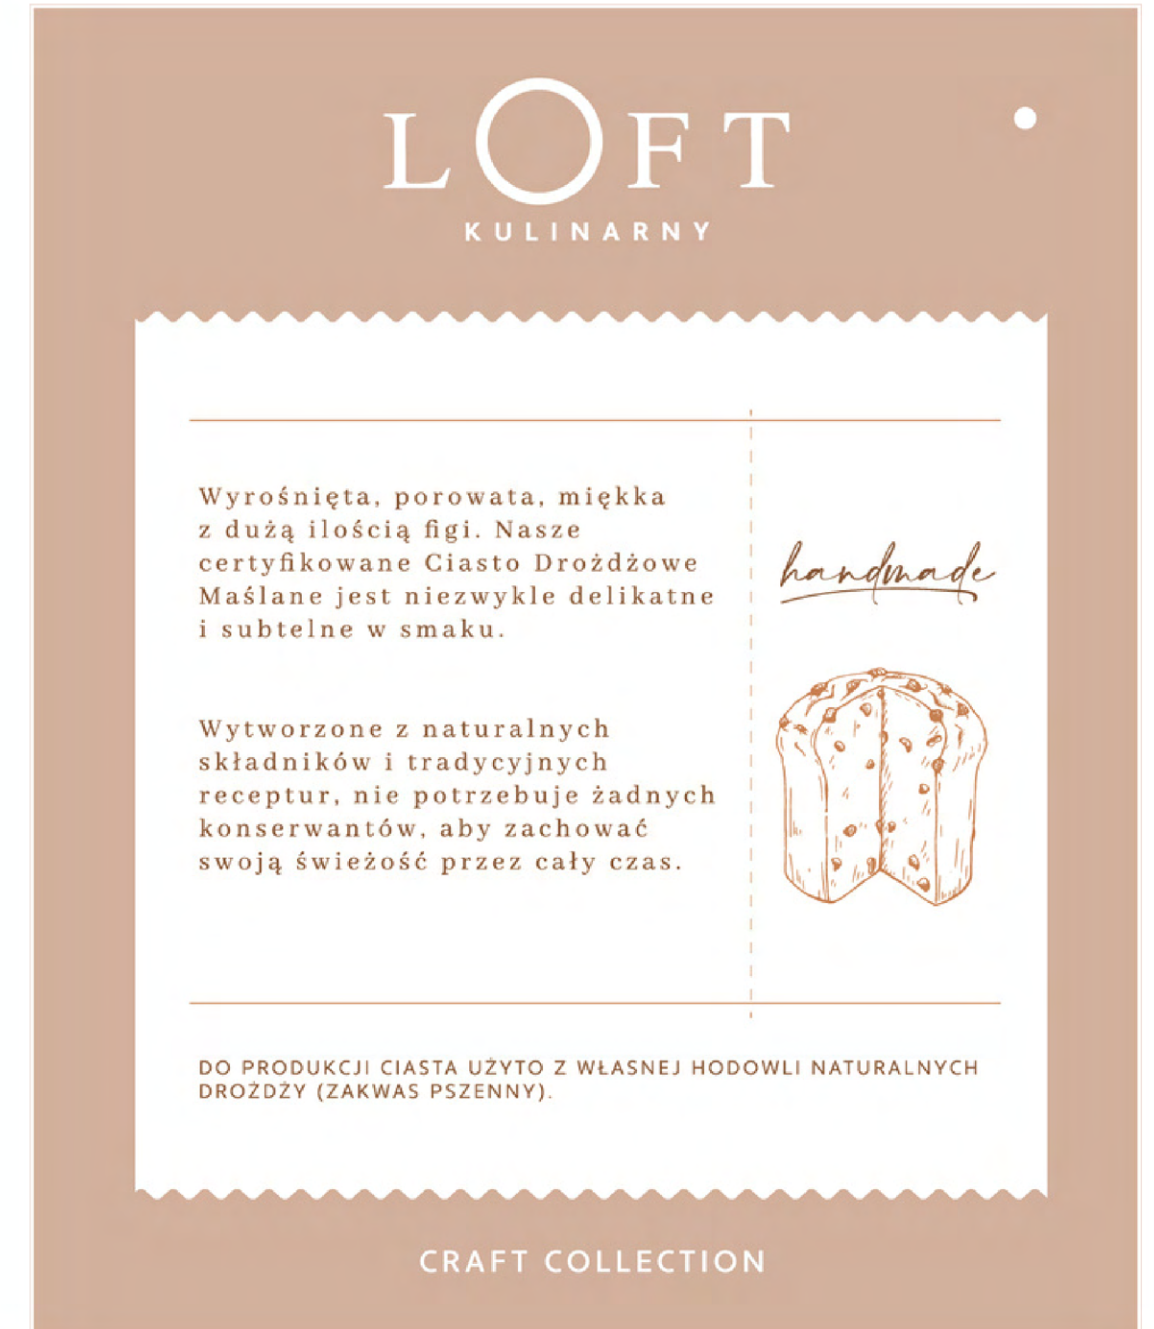 LOFT
KULINARNY
Wyrośnięta, porowata, miękka
z dużą ilością figi. Nasze
certyfikowane Ciasto Drożdżowe
Maślane jest niezwykle delikatne
i subtelne w smaku.
handmade
Wytworzone z naturalnych
składników i tradycyjnych
receptur, nie potrzebuje żadnych
konserwantów, aby zachować
swoją świeżość przez cały czas.
DO PRODUKCJI CIASTA UŻYTO Z WŁASNEJ HODOWLI NATURALNYCH
DROŻDŻY (ZAKWAS PSZENNY).
CRAFT COLLECTION